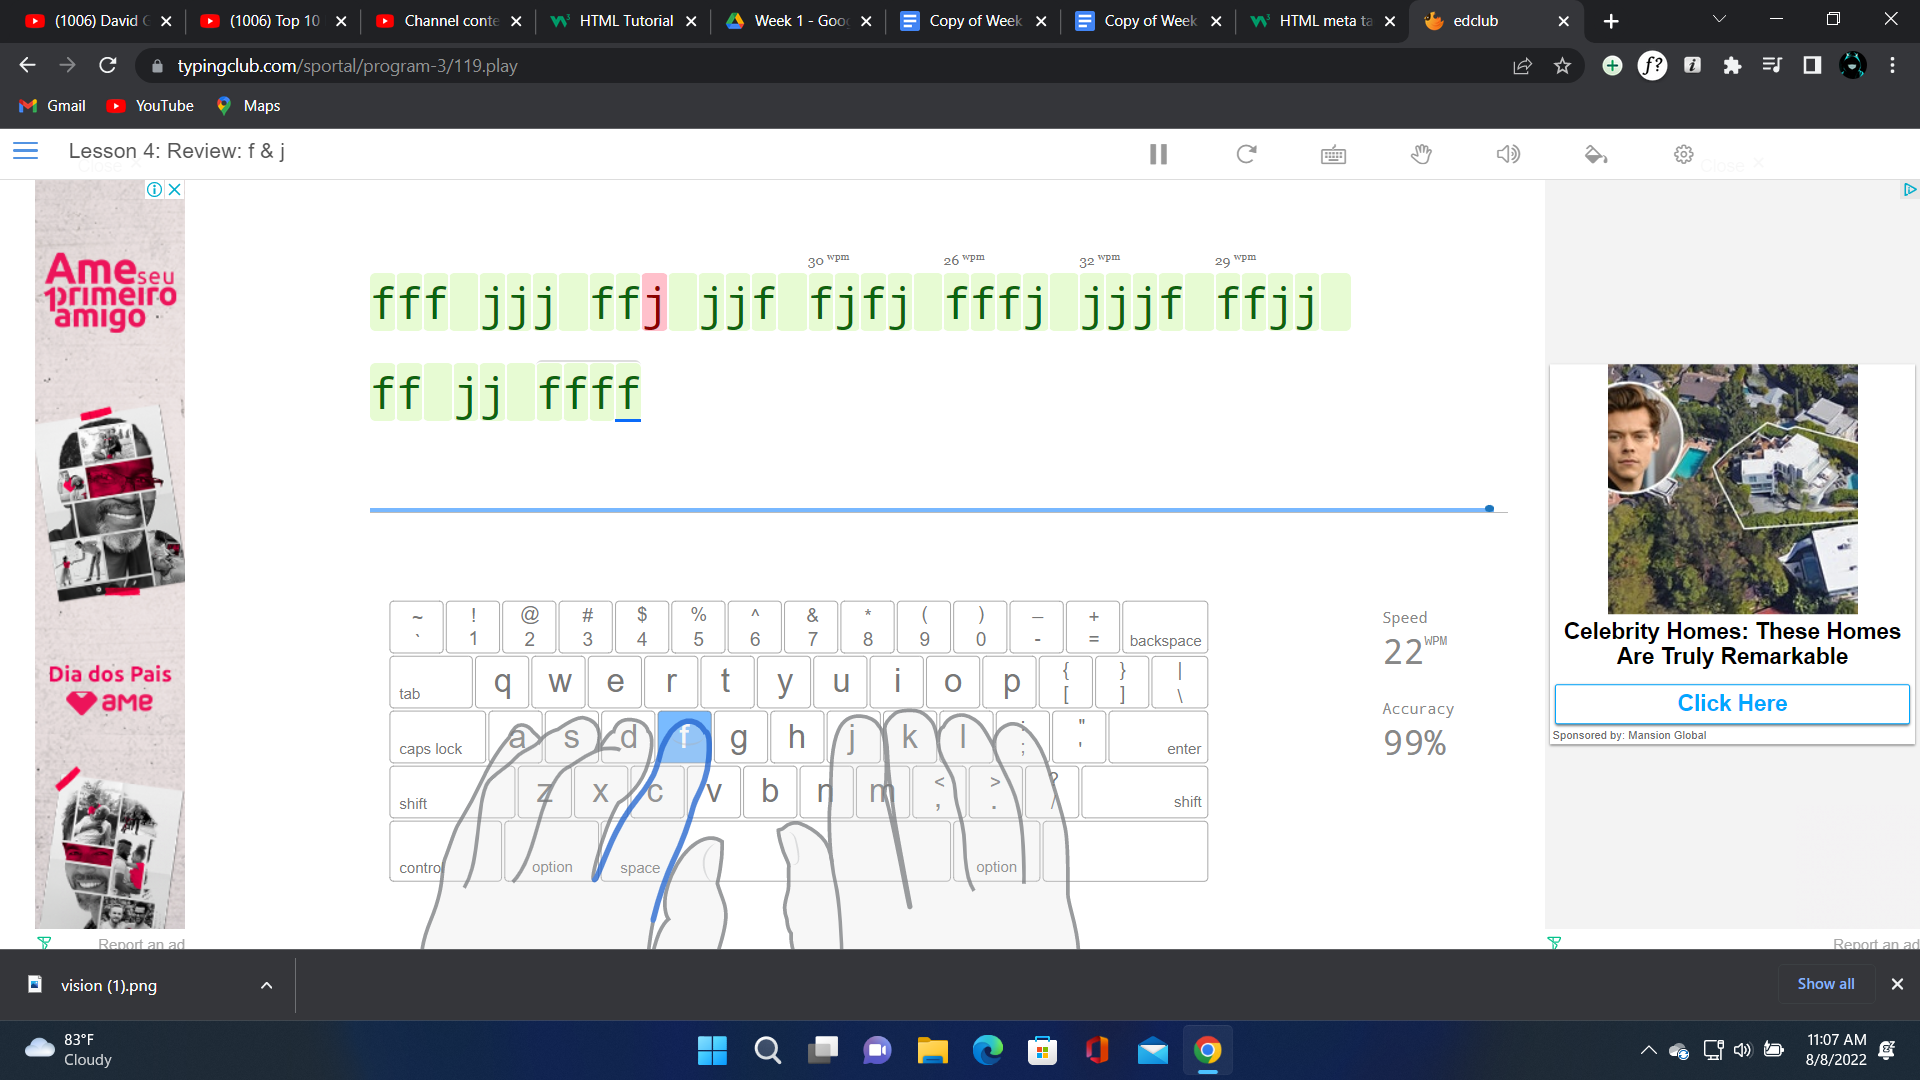 (1006) David G
(1006) Top 10
Channel conte
HTML Tutorial
Week 1 - Goo
Copy of Week
Copy of Week
HTML meta ta
edclub
typingclub.com/sportal/program-3/119.play
f?
Gmail
YouTube
Maps
Lesson 4: Review: f & j
Close
Ame seu
1primeiro
amigo
Dia dos Pais
ame
Report an ad
30 wpm
26 wpm
32 wpm
29 wpm
fff jjj ffj jjf fjfj fffj jjjf ffjj
ff jj ffff
~ ! @ # $ % ^ & * ( ) _ +
` 1 2 3 4 5 6 7 8 9 0 - = backspace
tab q w e r t y u i o p { [ } ] | \
caps lock a s d f g h j k l : ; " ' enter
shift z x c v b n m < , > . ? / shift
contro option space option
Speed
22 WPM
Accuracy
99%
Celebrity Homes: These Homes
Are Truly Remarkable
Click Here
Sponsored by: Mansion Global
Report an ad
vision (1).png
Show all
83°F
Cloudy
11:07 AM
8/8/2022